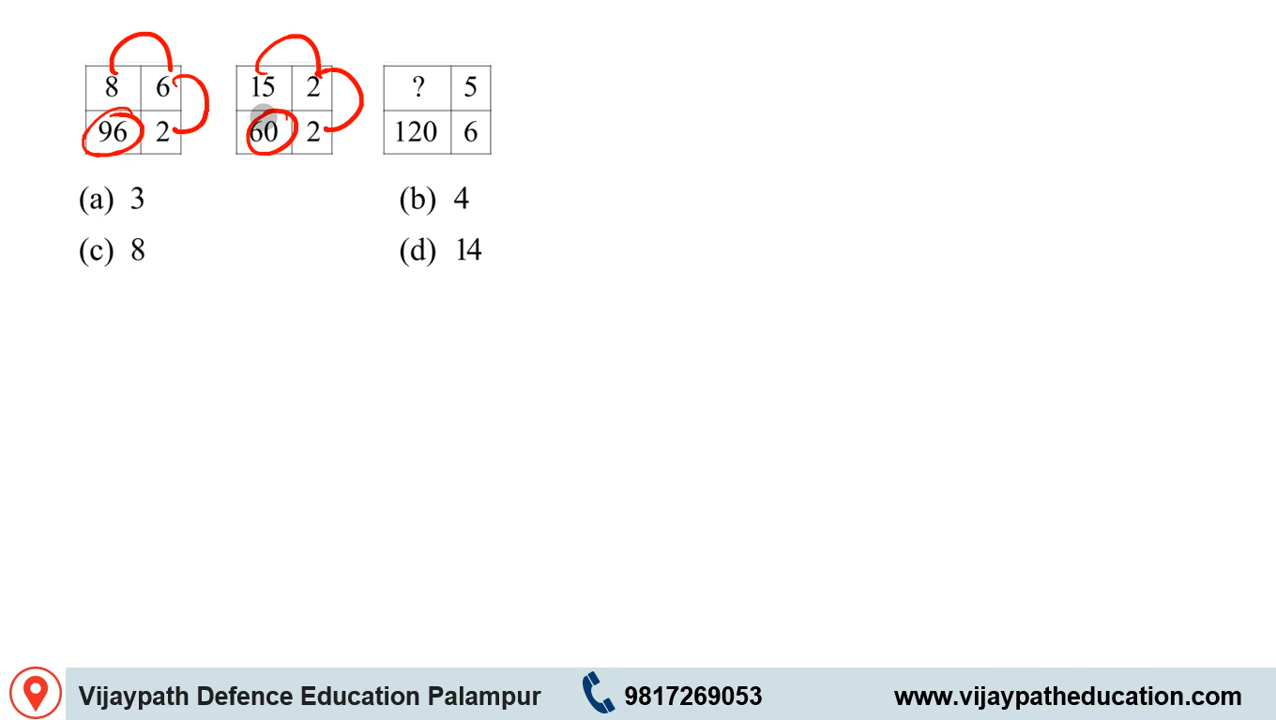 8 6 15 2 ? 5
96 2 60 2 120 6
(a) 3 (b) 4
(c) 8 (d) 14
Vijaypath Defence Education Palampur 9817269053 www.vijaypatheducation.com